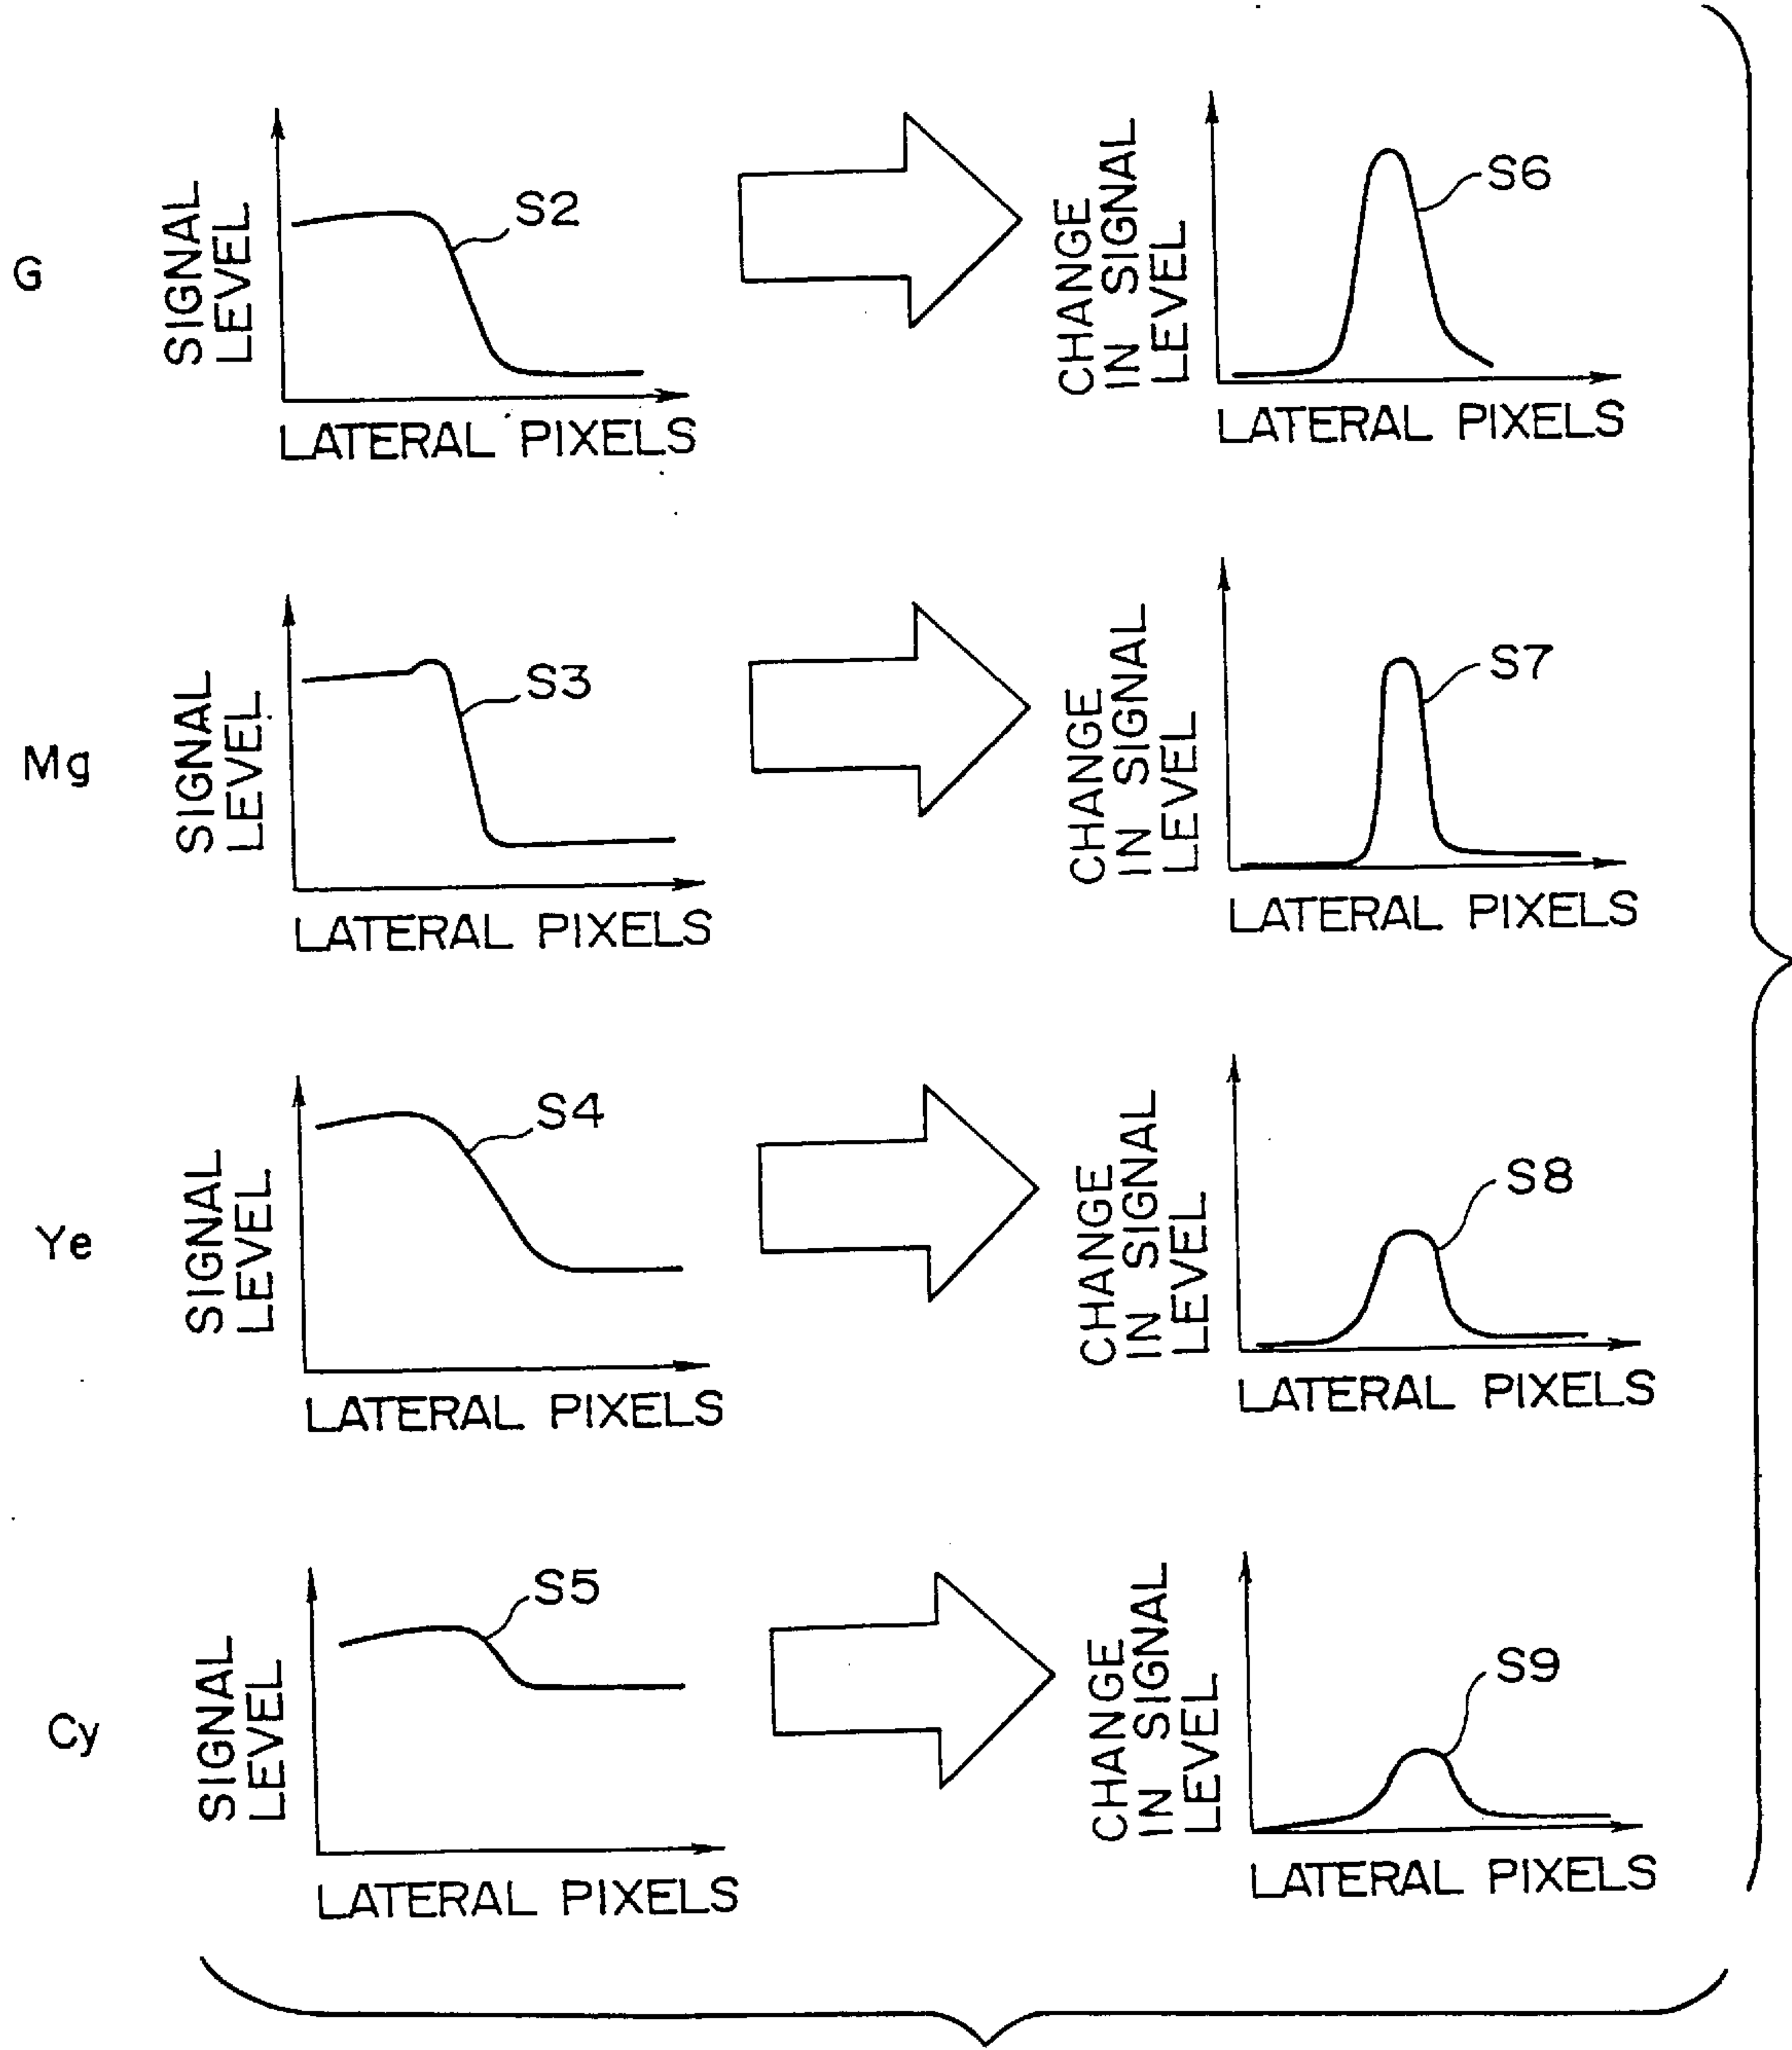 G
SIGNAL
LEVEL
S2
LATERAL PIXELS
CHANGE
IN SIGNAL
LEVEL
S6
LATERAL PIXELS
Mg
SIGNAL
LEVEL
S3
LATERAL PIXELS
CHANGE
IN SIGNAL
LEVEL
S7
LATERAL PIXELS
Ye
SIGNAL
LEVEL
S4
LATERAL PIXELS
CHANGE
IN SIGNAL
LEVEL
S8
LATERAL PIXELS
Cy
SIGNAL
LEVEL
S5
LATERAL PIXELS
CHANGE
IN SIGNAL
LEVEL
S9
LATERAL PIXELS